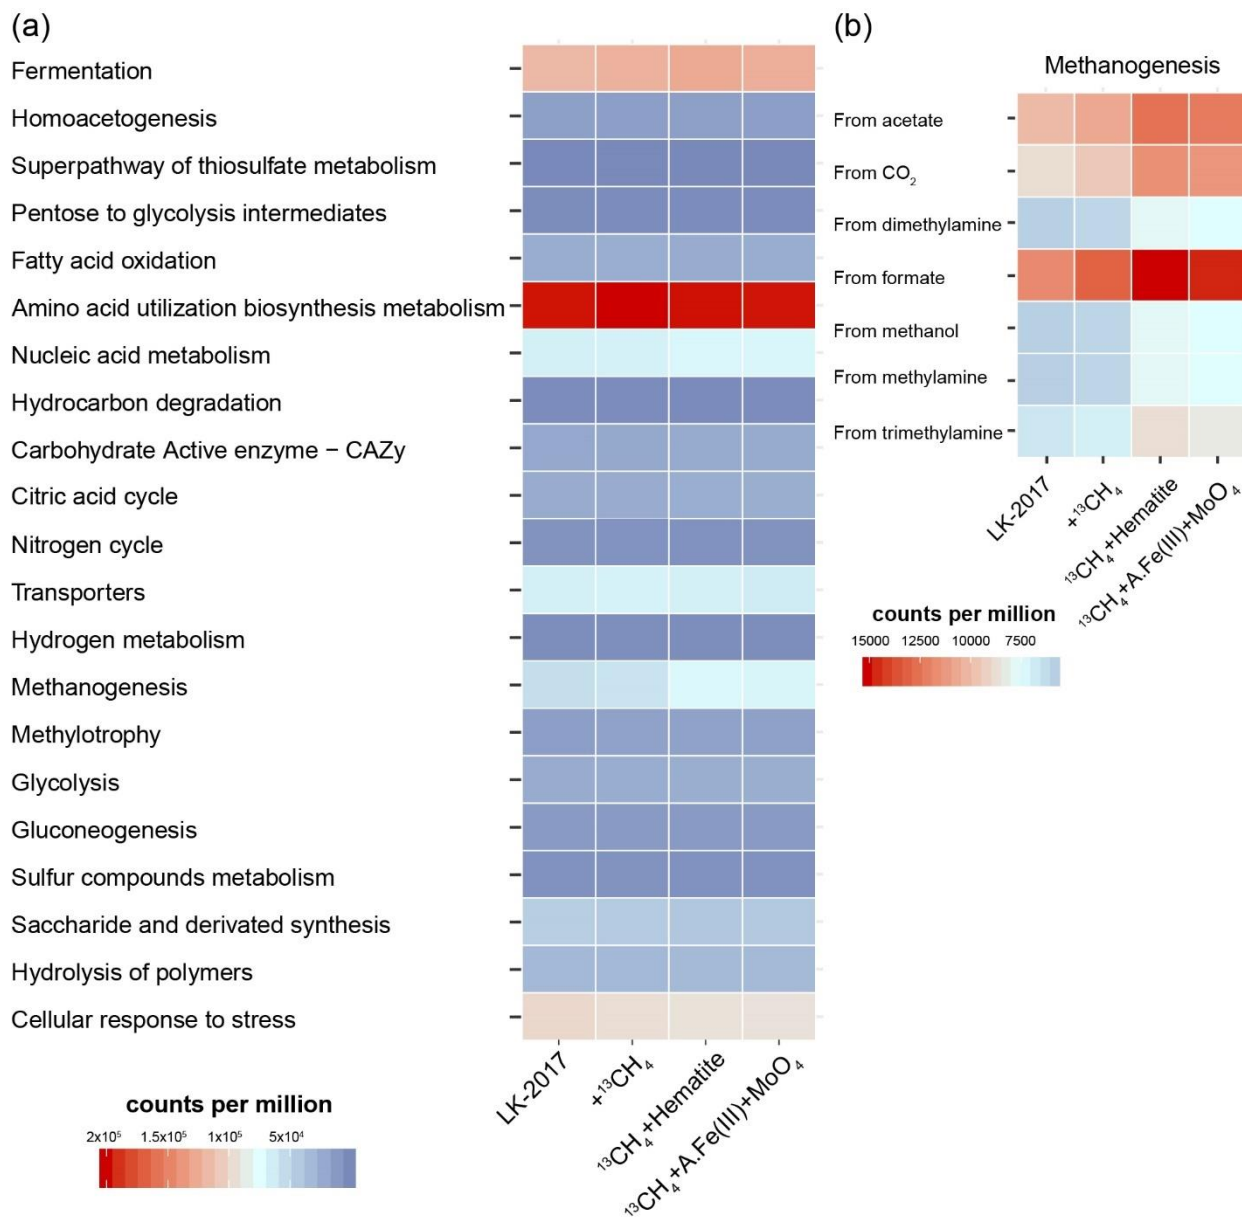 (a)
Fermentation
Homoacetogenesis
Superpathway of thiosulfate metabolism
Pentose to glycolysis intermediates
Fatty acid oxidation
Amino acid utilization biosynthesis metabolism
Nucleic acid metabolism
Hydrocarbon degradation
Carbohydrate Active enzyme − CAZy
Citric acid cycle
Nitrogen cycle
Transporters
Hydrogen metabolism
Methanogenesis
Methylotrophy
Glycolysis
Gluconeogenesis
Sulfur compounds metabolism
Saccharide and derivated synthesis
Hydrolysis of polymers
Cellular response to stress
LK-2017
+¹³CH₄
¹³CH₄+Hematite
¹³CH₄+A.Fe(III)+MoO₄
counts per million
2x10⁵ 1.5x10⁵ 1x10⁵ 5x10⁴
(b)
Methanogenesis
From acetate
From CO₂
From dimethylamine
From formate
From methanol
From methylamine
From trimethylamine
LK-2017
+¹³CH₄
¹³CH₄+Hematite
¹³CH₄+A.Fe(III)+MoO₄
counts per million
15000 12500 10000 7500